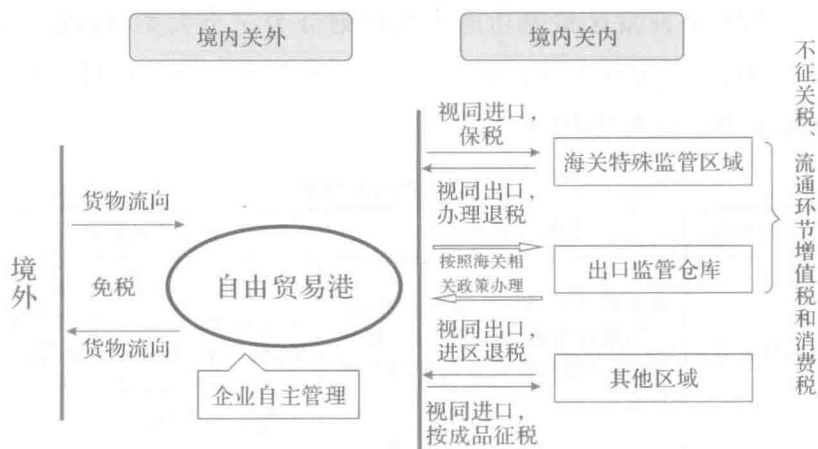 境内关外
境内关内
境外
货物流向
免税
货物流向
自由贸易港
企业自主管理
视同进口，
保税
视同出口，
办理退税
按照海关相
关政策办理
视同出口，
进区退税
视同进口，
按成品征税
海关特殊监管区域
出口监管仓库
其他区域
不征关税、流通环节增值税和消费税